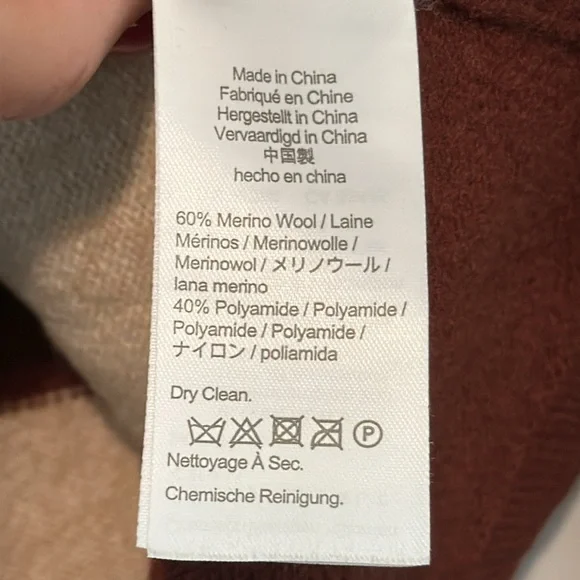 Made in China
Fabriqué en Chine
Hergestellt in China
Vervaardigd in China
中国製
hecho en china
60% Merino Wool / Laine
Mérinos / Merinowolle /
Merinowol / メリノウール /
lana merino
40% Polyamide / Polyamide /
Polyamide / Polyamide /
ナイロン / poliamida
Dry Clean.
P
Nettoyage À Sec.
Chemische Reinigung.